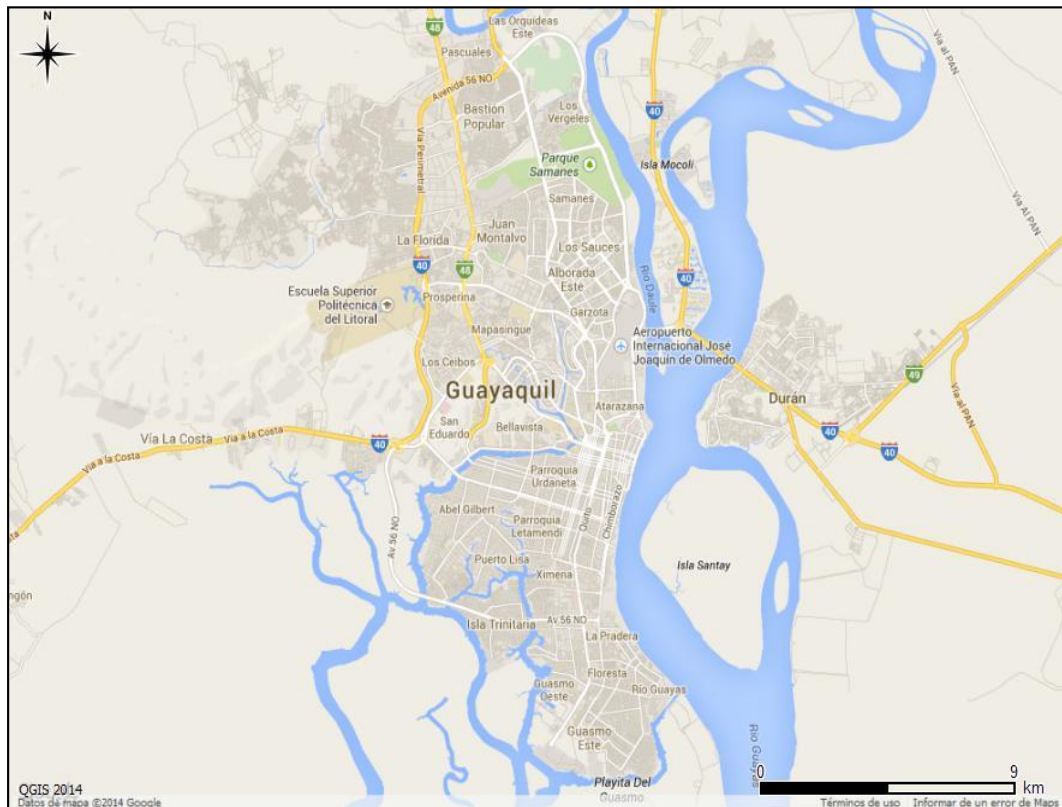 N
48
Las Orquideas
Este
Pascuales
Avenida 56 NO
Vía al PAN
Bastión
Popular
Los
Vergeles
40
Vía Perimetral
Parque
Samanes
Isla Mocoli
Samanes
Vía Al PAN
Juan
Montalvo
La Florida
Los Sauces
40
48
Alborada
Este
Rio Daule
40
Escuela Superior
Politécnica
del Litoral
Prosperina
Garzota
Mapasingue
Aeropuerto
Internacional José
Joaquín de Olmedo
Los Ceibos
49
Guayaquil
Durán
Vía al PAN
Atarazana
San
Eduardo
Bellavista
40
Vía La Costa
Vía a la Costa
40
40
Vía a la Costa
Parroquia
Urdaneta
Abel Gilbert
Quito
Chimborazo
Parroquia
Letamendi
Av 56 NO
Puerto Lisa
Isla Santay
Ximena
ngón
Isla Trinitaria
Av 56 NO
La Pradera
Floresta
Guasmo
Oeste
Río Guayas
Guasmo
Este
Río Guayas
Playita Del
Guasmo
0 9
km
QGIS 2014
Datos de mapa ©2014 Google
Términos de uso Informar de un error de Ma